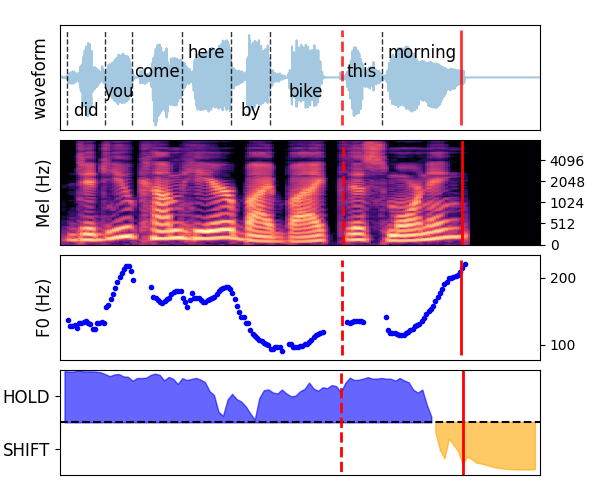 waveform
did
you
come
here
by
bike
this
morning
Mel (Hz)
4096
2048
1024
512
0
F0 (Hz)
200
100
HOLD
SHIFT